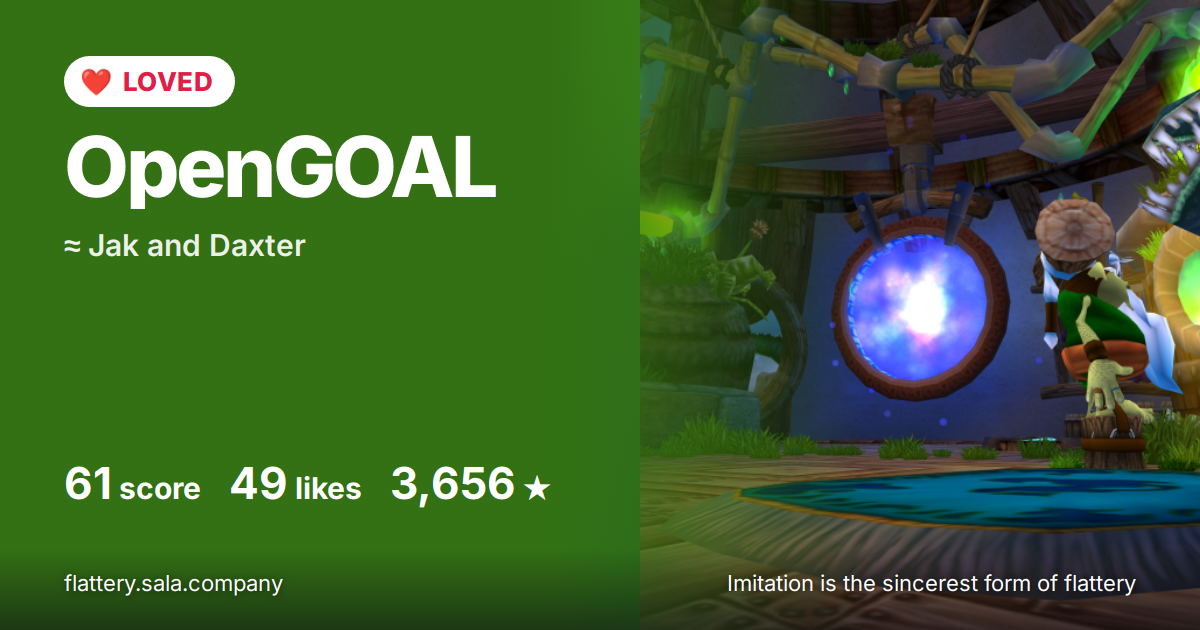 ❤️ LOVED
OpenGOAL
≈ Jak and Daxter
61 score 49 likes 3,656 ★
flattery.sala.company
Imitation is the sincerest form of flattery